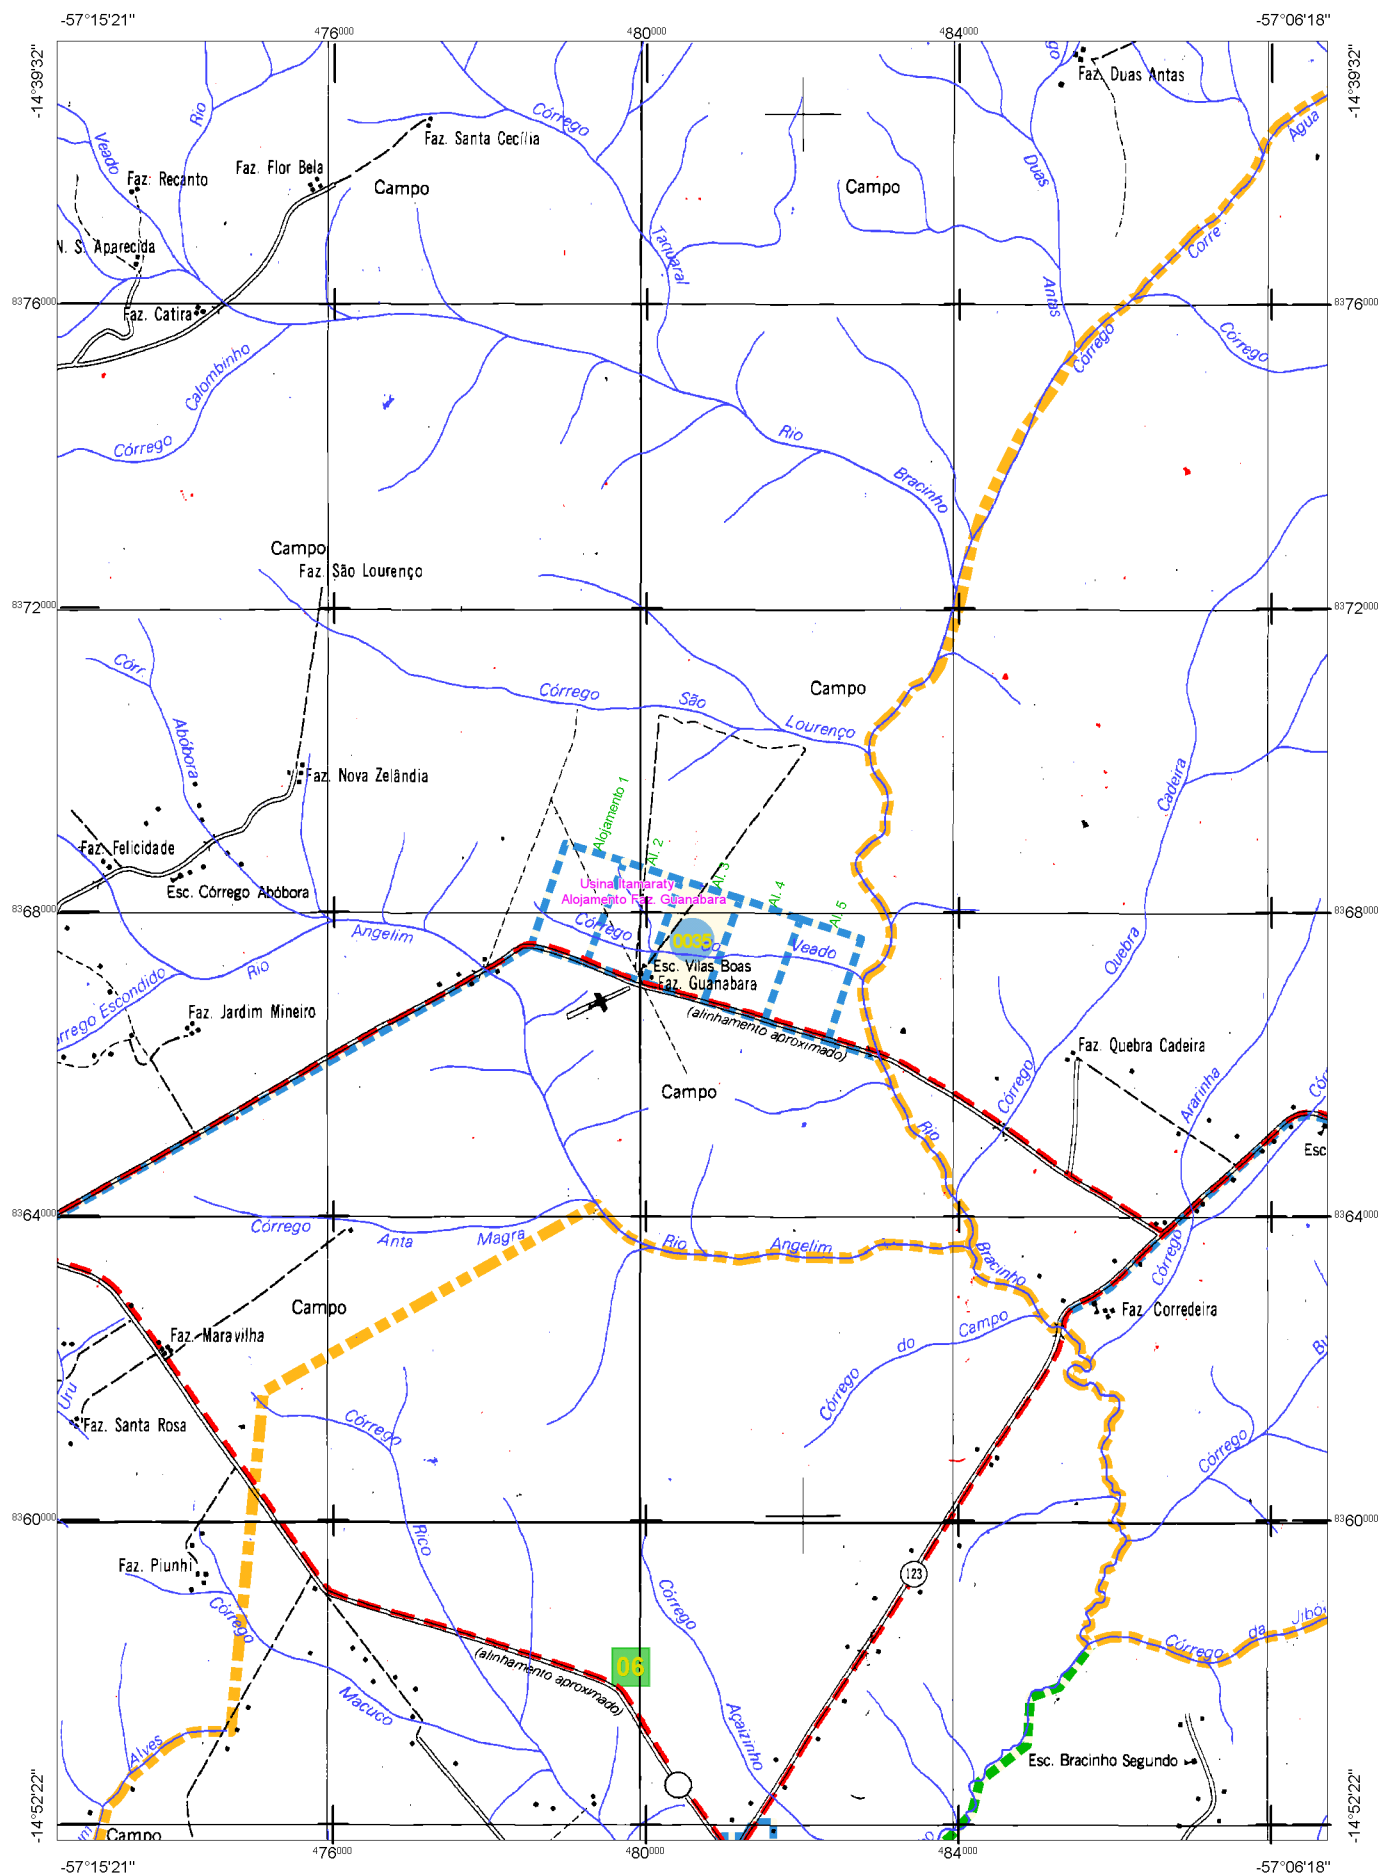 -57°15'21"
-57°06'18"
476000
480000
484000
-14°39'32"
-14°39'32"
Faz. Duas Antas
Rio
Córrego
Agua
Faz. Santa Cecília
Veado
Faz. Flor Bela
Faz. Recanto
Campo
Campo
Duas
N. S. Aparecida
Taquaral
Corre
Antas
8376000
8376000
Faz. Catira
Córrego
Córrego
Calombinho
Córrego
Rio
Bracinho
Campo
Faz. São Lourenço
8372000
8372000
Córr.
Córrego
São
Lourenço
Campo
Abóbora
Faz. Nova Zelândia
Cadeira
Alojamento 1
Al. 2
Al. 3
Al. 4
Al. 5
Faz. Felicidade
Esc. Córrego Abóbora
Usina Itamaraty
Alojamento Faz. Guanabara
8368000
8368000
Angelim
Córrego
0035
do
Veado
Quebra
Rio
Esc. Vilas Boas
Faz. Guanabara
rrego Escondido
Faz. Jardim Mineiro
(alinhamento aproximado)
Faz. Quebra Cadeira
Campo
Córrego
Ararinha
Córr
Rio
Esc
8364000
8364000
Córrego
Anta
Magra
Rio
Angelim
Bracinho
Córrego
Campo
Faz. Corredeira
Córrego
do
Campo
Faz. Maravilha
Bu
Uru
Faz. Santa Rosa
Córrego
Córrego
8360000
8360000
Rico
Faz. Piunhi
Córrego
Córrego
123
Córrego
da
Jibó
(alinhamento aproximado)
06
Macuco
Açaizinho
Alves
Esc. Bracinho Segundo
Campo
-14°52'22"
-14°52'22"
476000
480000
484000
-57°15'21"
-57°06'18"